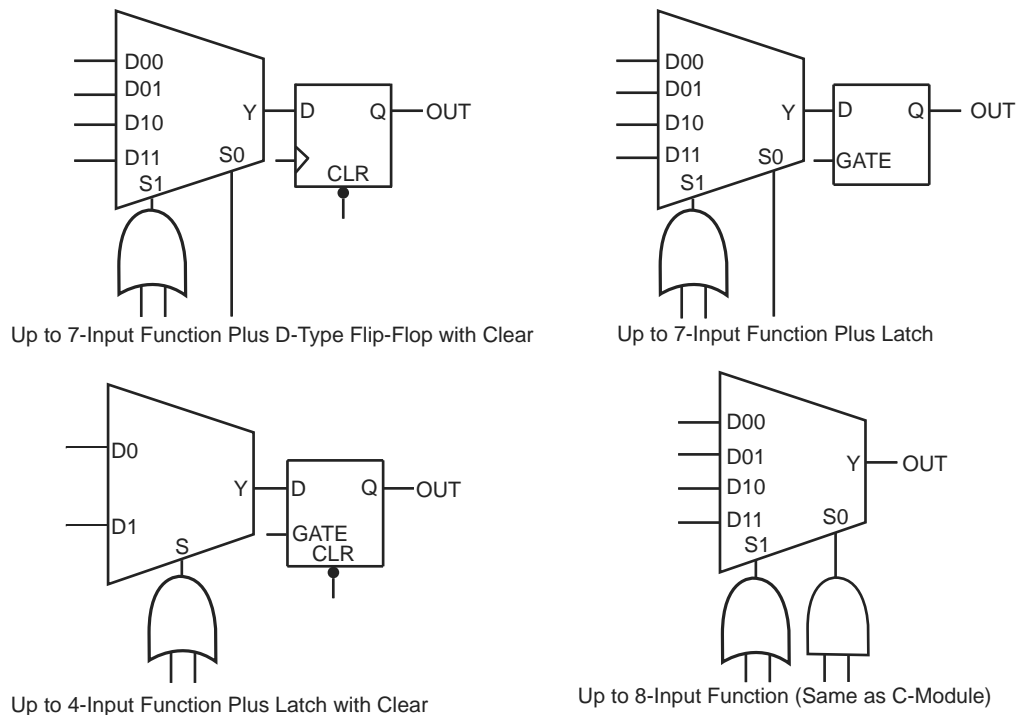 D00
D01
D10
D11
S1
S0
Y
D
Q
CLR
OUT
Up to 7-Input Function Plus D-Type Flip-Flop with Clear
D00
D01
D10
D11
S1
S0
Y
D
Q
GATE
OUT
Up to 7-Input Function Plus Latch
D0
D1
S
Y
D
Q
GATE
CLR
OUT
Up to 4-Input Function Plus Latch with Clear
D00
D01
D10
D11
S1
S0
Y
OUT
Up to 8-Input Function (Same as C-Module)